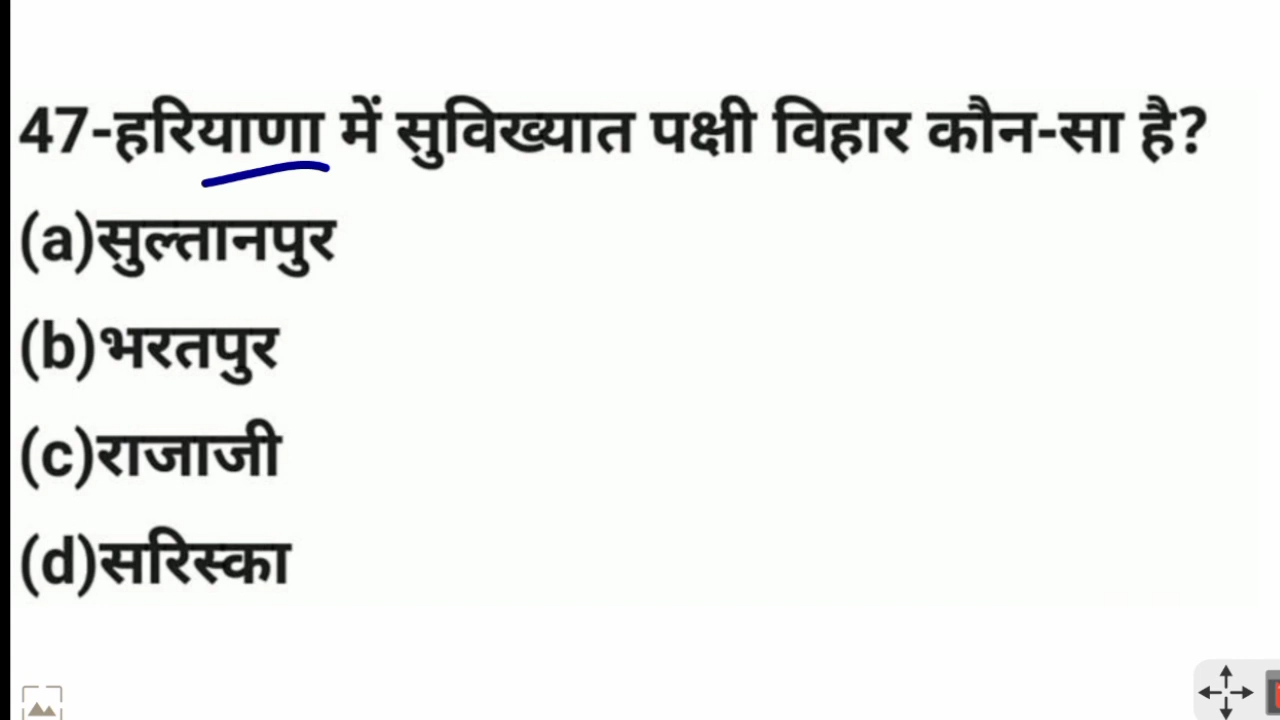 47-हरियाणा में सुविख्यात पक्षी विहार कौन-सा है?
(a)सुल्तानपुर
(b)भरतपुर
(c)राजाजी
(d)सरिस्का